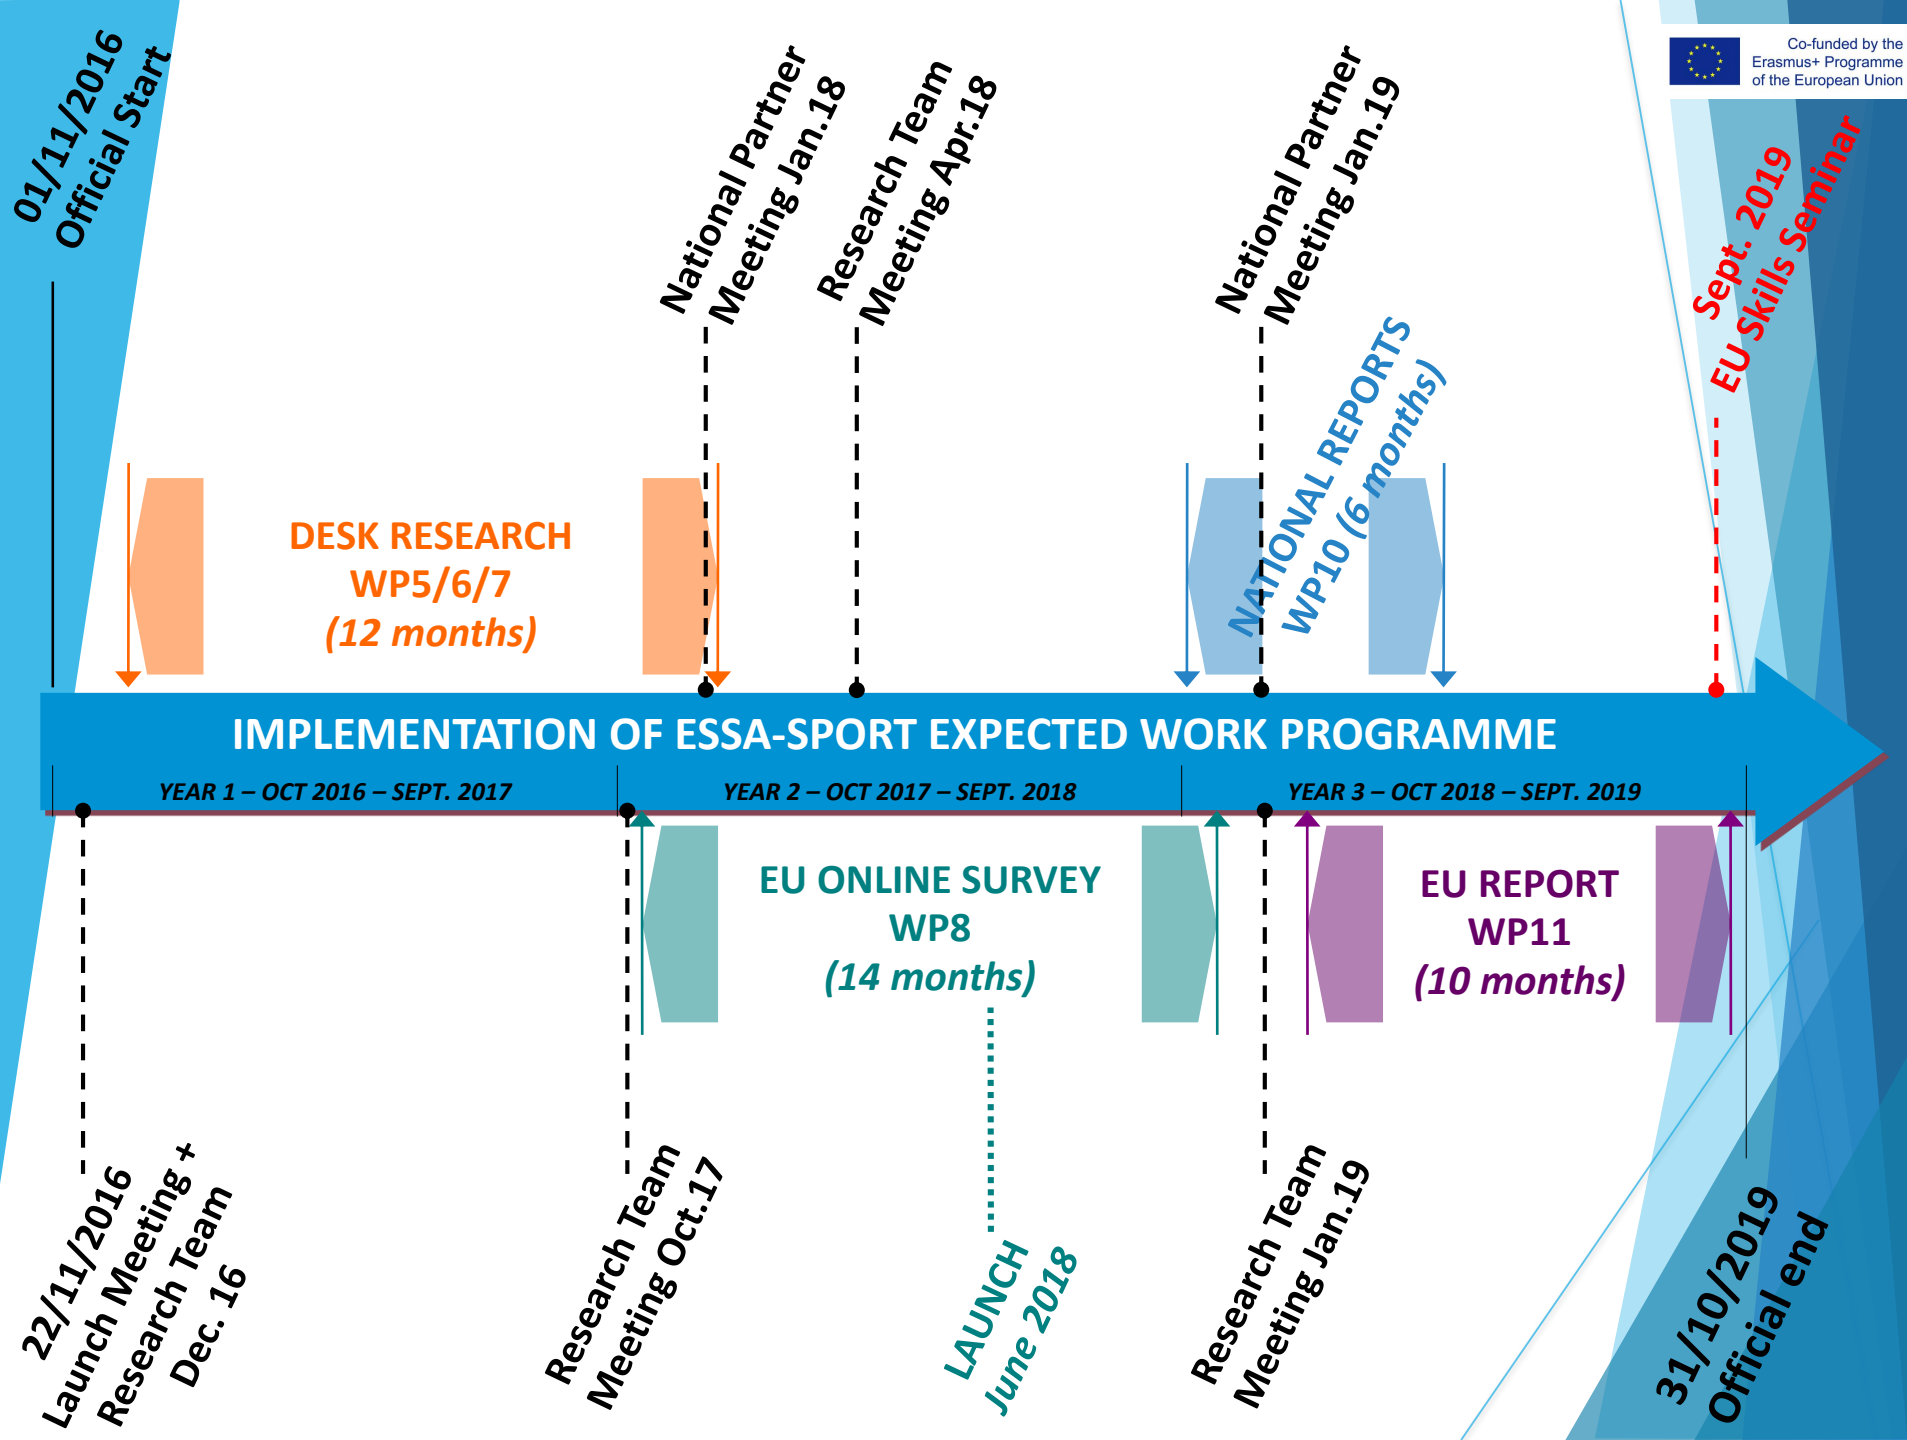 01/11/2016
Official Start
National Partner
Meeting Jan.18
Research Team
Meeting Apr.18
National Partner
Meeting Jan.19
Co-funded by the
Erasmus+ Programme
of the European Union
Sept. 2019
EU Skills Seminar
DESK RESEARCH
WP5/6/7
(12 months)
NATIONAL REPORTS
WP10 (6 months)
IMPLEMENTATION OF ESSA-SPORT EXPECTED WORK PROGRAMME
YEAR 1 – OCT 2016 – SEPT. 2017
YEAR 2 – OCT 2017 – SEPT. 2018
YEAR 3 – OCT 2018 – SEPT. 2019
EU ONLINE SURVEY
WP8
(14 months)
EU REPORT
WP11
(10 months)
22/11/2016
Launch Meeting +
Research Team
Dec. 16
Research Team
Meeting Oct.17
LAUNCH
June 2018
Research Team
Meeting Jan.19
31/10/2019
Official end